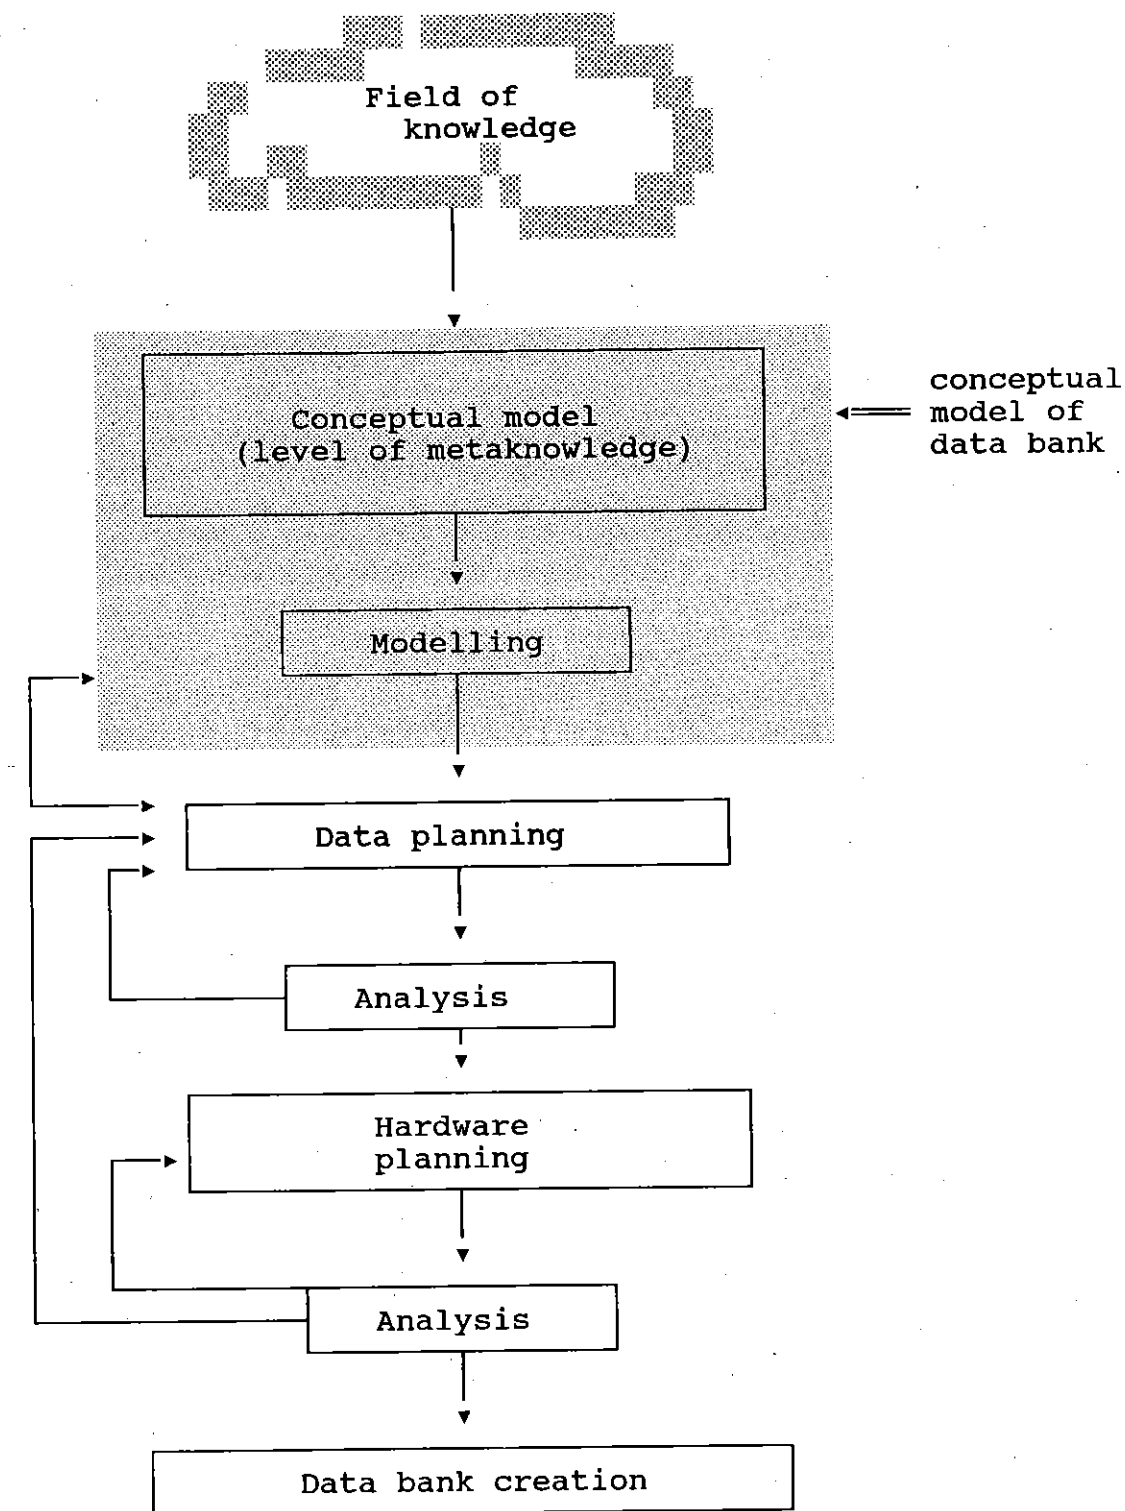 Field of
knowledge
Conceptual model
(level of metaknowledge)
conceptual
model of
data bank
Modelling
Data planning
Analysis
Hardware
planning
Analysis
Data bank creation